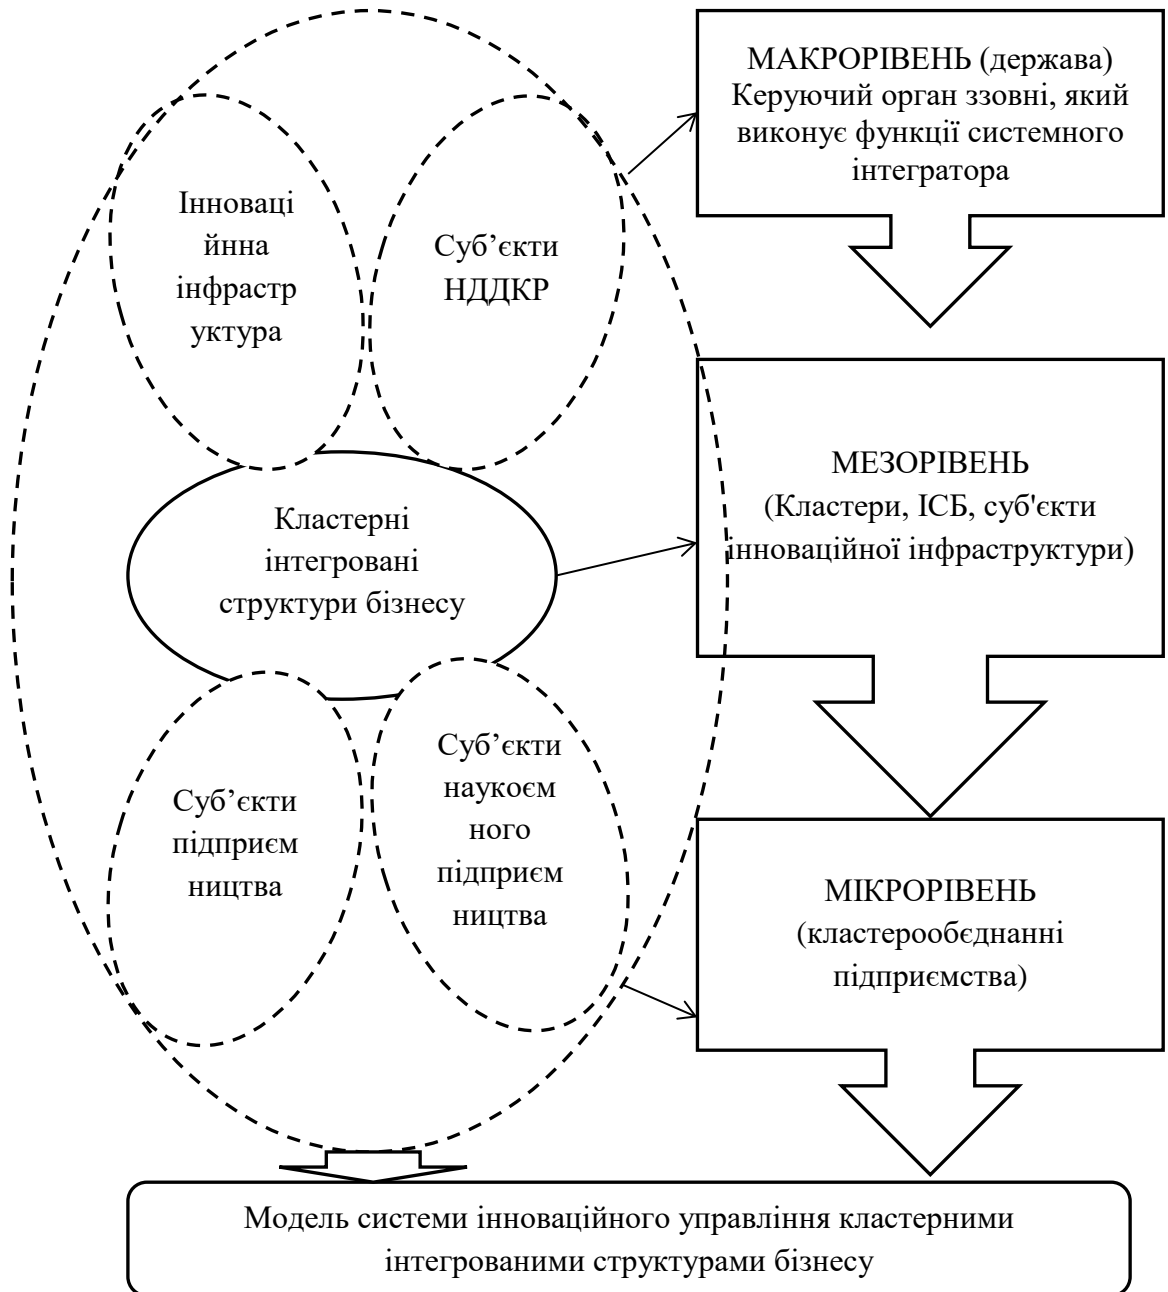 МАКРОРІВЕНЬ (держава)
Керуючий орган ззовні, який
виконує функції системного
інтегратора
Інноваці
йнна
інфрастр
уктура
Суб’єкти
НДДКР
Кластерні
інтегровані
структури бізнесу
МЕЗОРІВЕНЬ
(Кластери, ІСБ, суб'єкти
інноваційної інфраструктури)
Суб’єкти
підприєм
ництва
Суб’єкти
наукоєм
ного
підприєм
ництва
МІКРОРІВЕНЬ
(кластерообєднанні
підприємства)
Модель системи інноваційного управління кластерними
інтегрованими структурами бізнесу